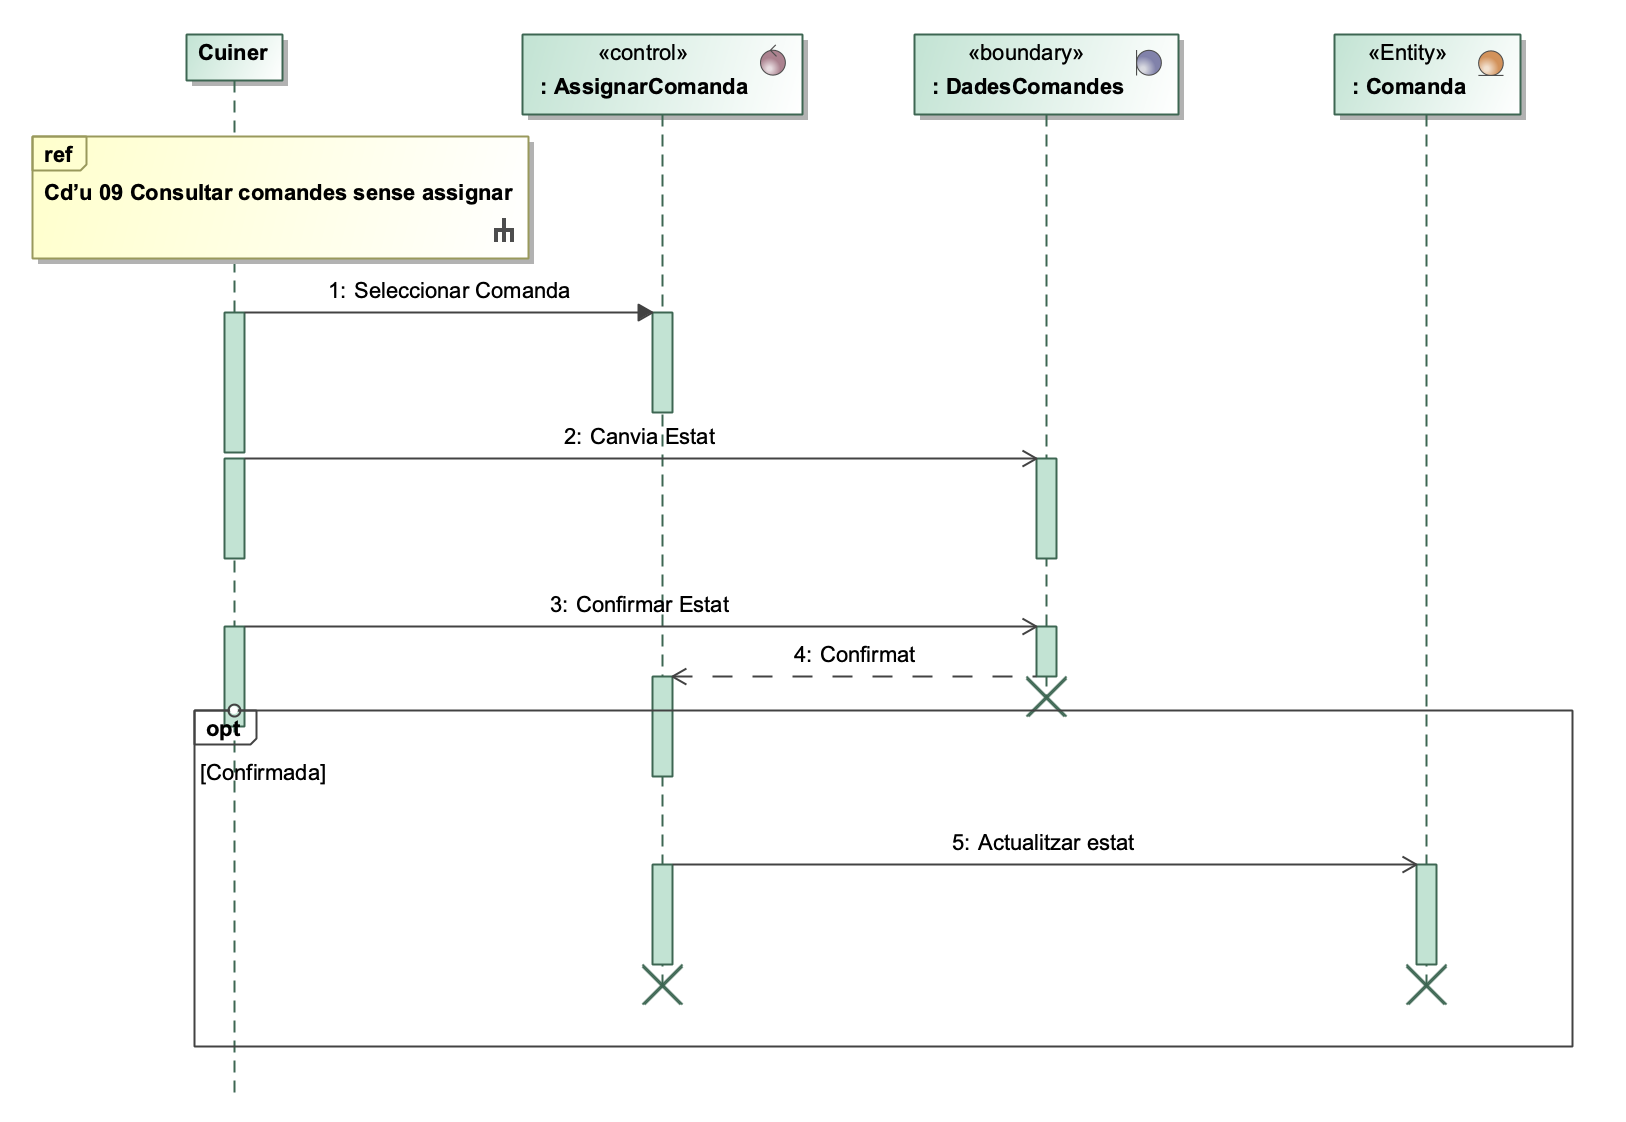 Cuiner
«control»
: AssignarComanda
«boundary»
: DadesComandes
«Entity»
: Comanda
ref
Cd’u 09 Consultar comandes sense assignar
1: Seleccionar Comanda
2: Canvia Estat
3: Confirmar Estat
4: Confirmat
opt
[Confirmada]
5: Actualitzar estat